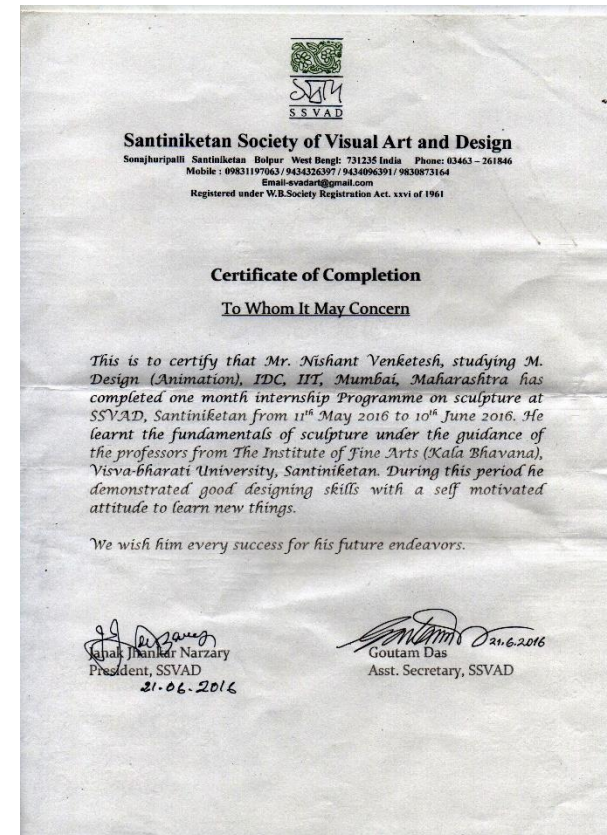 SSVAD
Santiniketan Society of Visual Art and Design
Sonajhuripalli Santiniketan Bolpur West Bengl: 731235 India Phone: 03463 – 261846
Mobile : 09831197063 / 9434326397 / 9434096391/ 9830873164
Email-svadart@gmail.com
Registered under W.B.Society Registration Act. xxvi of 1961
Certificate of Completion
To Whom It May Concern
This is to certify that Mr. Nishant Venketesh, studying M.
Design (Animation), IDC, IIT, Mumbai, Maharashtra has
completed one month internship Programme on sculpture at
SSVAD, Santiniketan from 11th May 2016 to 10th June 2016. He
learnt the fundamentals of sculpture under the guidance of
the professors from The Institute of Fine Arts (Kala Bhavana),
Visva-bharati University, Santiniketan. During this period he
demonstrated good designing skills with a self motivated
attitude to learn new things.
We wish him every success for his future endeavors.
Janak Jhankar Narzary
President, SSVAD
21.06.2016
21.6.2016
Goutam Das
Asst. Secretary, SSVAD